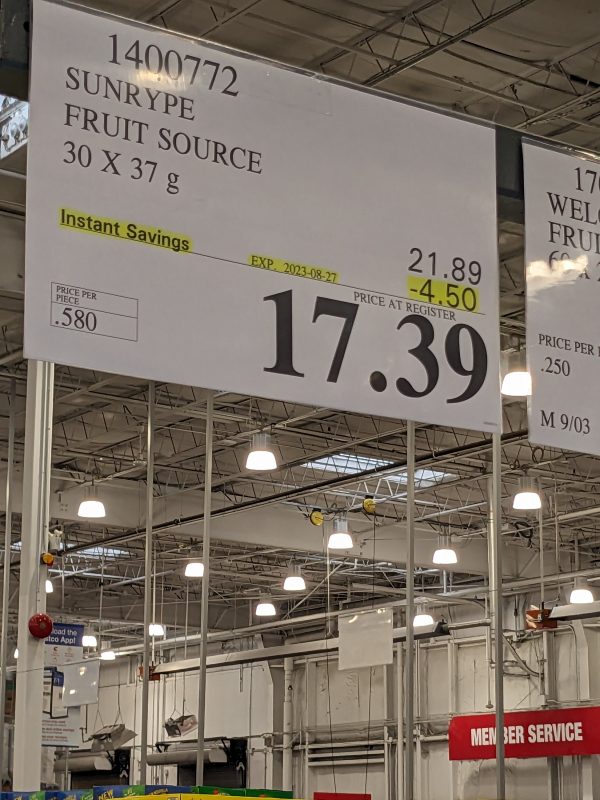 1400772
SUNRYPE
FRUIT SOURCE
30 X 37 g
Instant Savings
EXP. 2023-08-27
21.89
-4.50
PRICE AT REGISTER
17.39
PRICE PER
PIECE
.580
PRICE PER
.250
M 9/03
MEMBER SERVICE